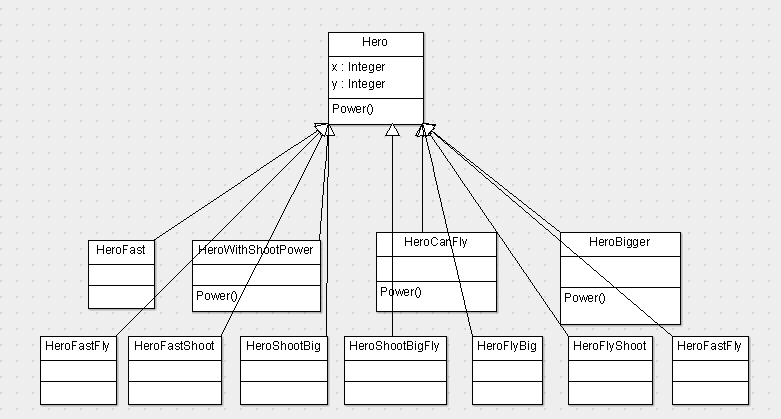 Hero
x : Integer
y : Integer
Power()
HeroFast
HeroWithShootPower
Power()
HeroCanFly
Power()
HeroBigger
Power()
HeroFastFly
HeroFastShoot
HeroShootBig
HeroShootBigFly
HeroFlyBig
HeroFlyShoot
HeroFastFly